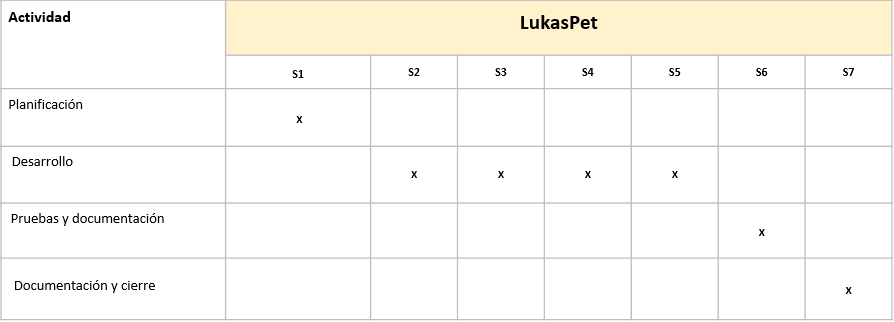 Actividad
LukasPet
S1 S2 S3 S4 S5 S6 S7
Planificación
x
Desarrollo
x x x x
Pruebas y documentación
x
Documentación y cierre
x